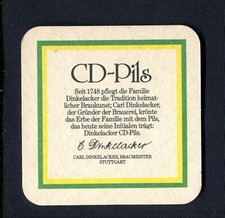 CD-Pils
Seit 1748 pflegt die Familie
Dinkelacker die Tradition heimat-
licher Braukunst; Carl Dinkelacker,
der Gründer der Brauerei, krönte
das Erbe der Familie mit dem Pils,
das heute seine Initialen trägt:
Dinkelacker CD-Pils.
C Dinkelacker
CARL DINKELACKER, BRAUMEISTER
STUTTGART